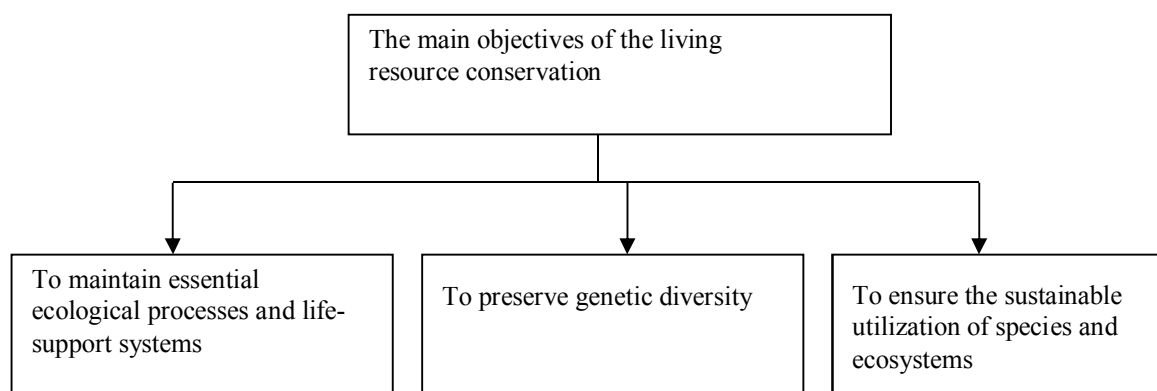 The main objectives of the living
resource conservation
To maintain essential
ecological processes and life-
support systems
To preserve genetic diversity
To ensure the sustainable
utilization of species and
ecosystems